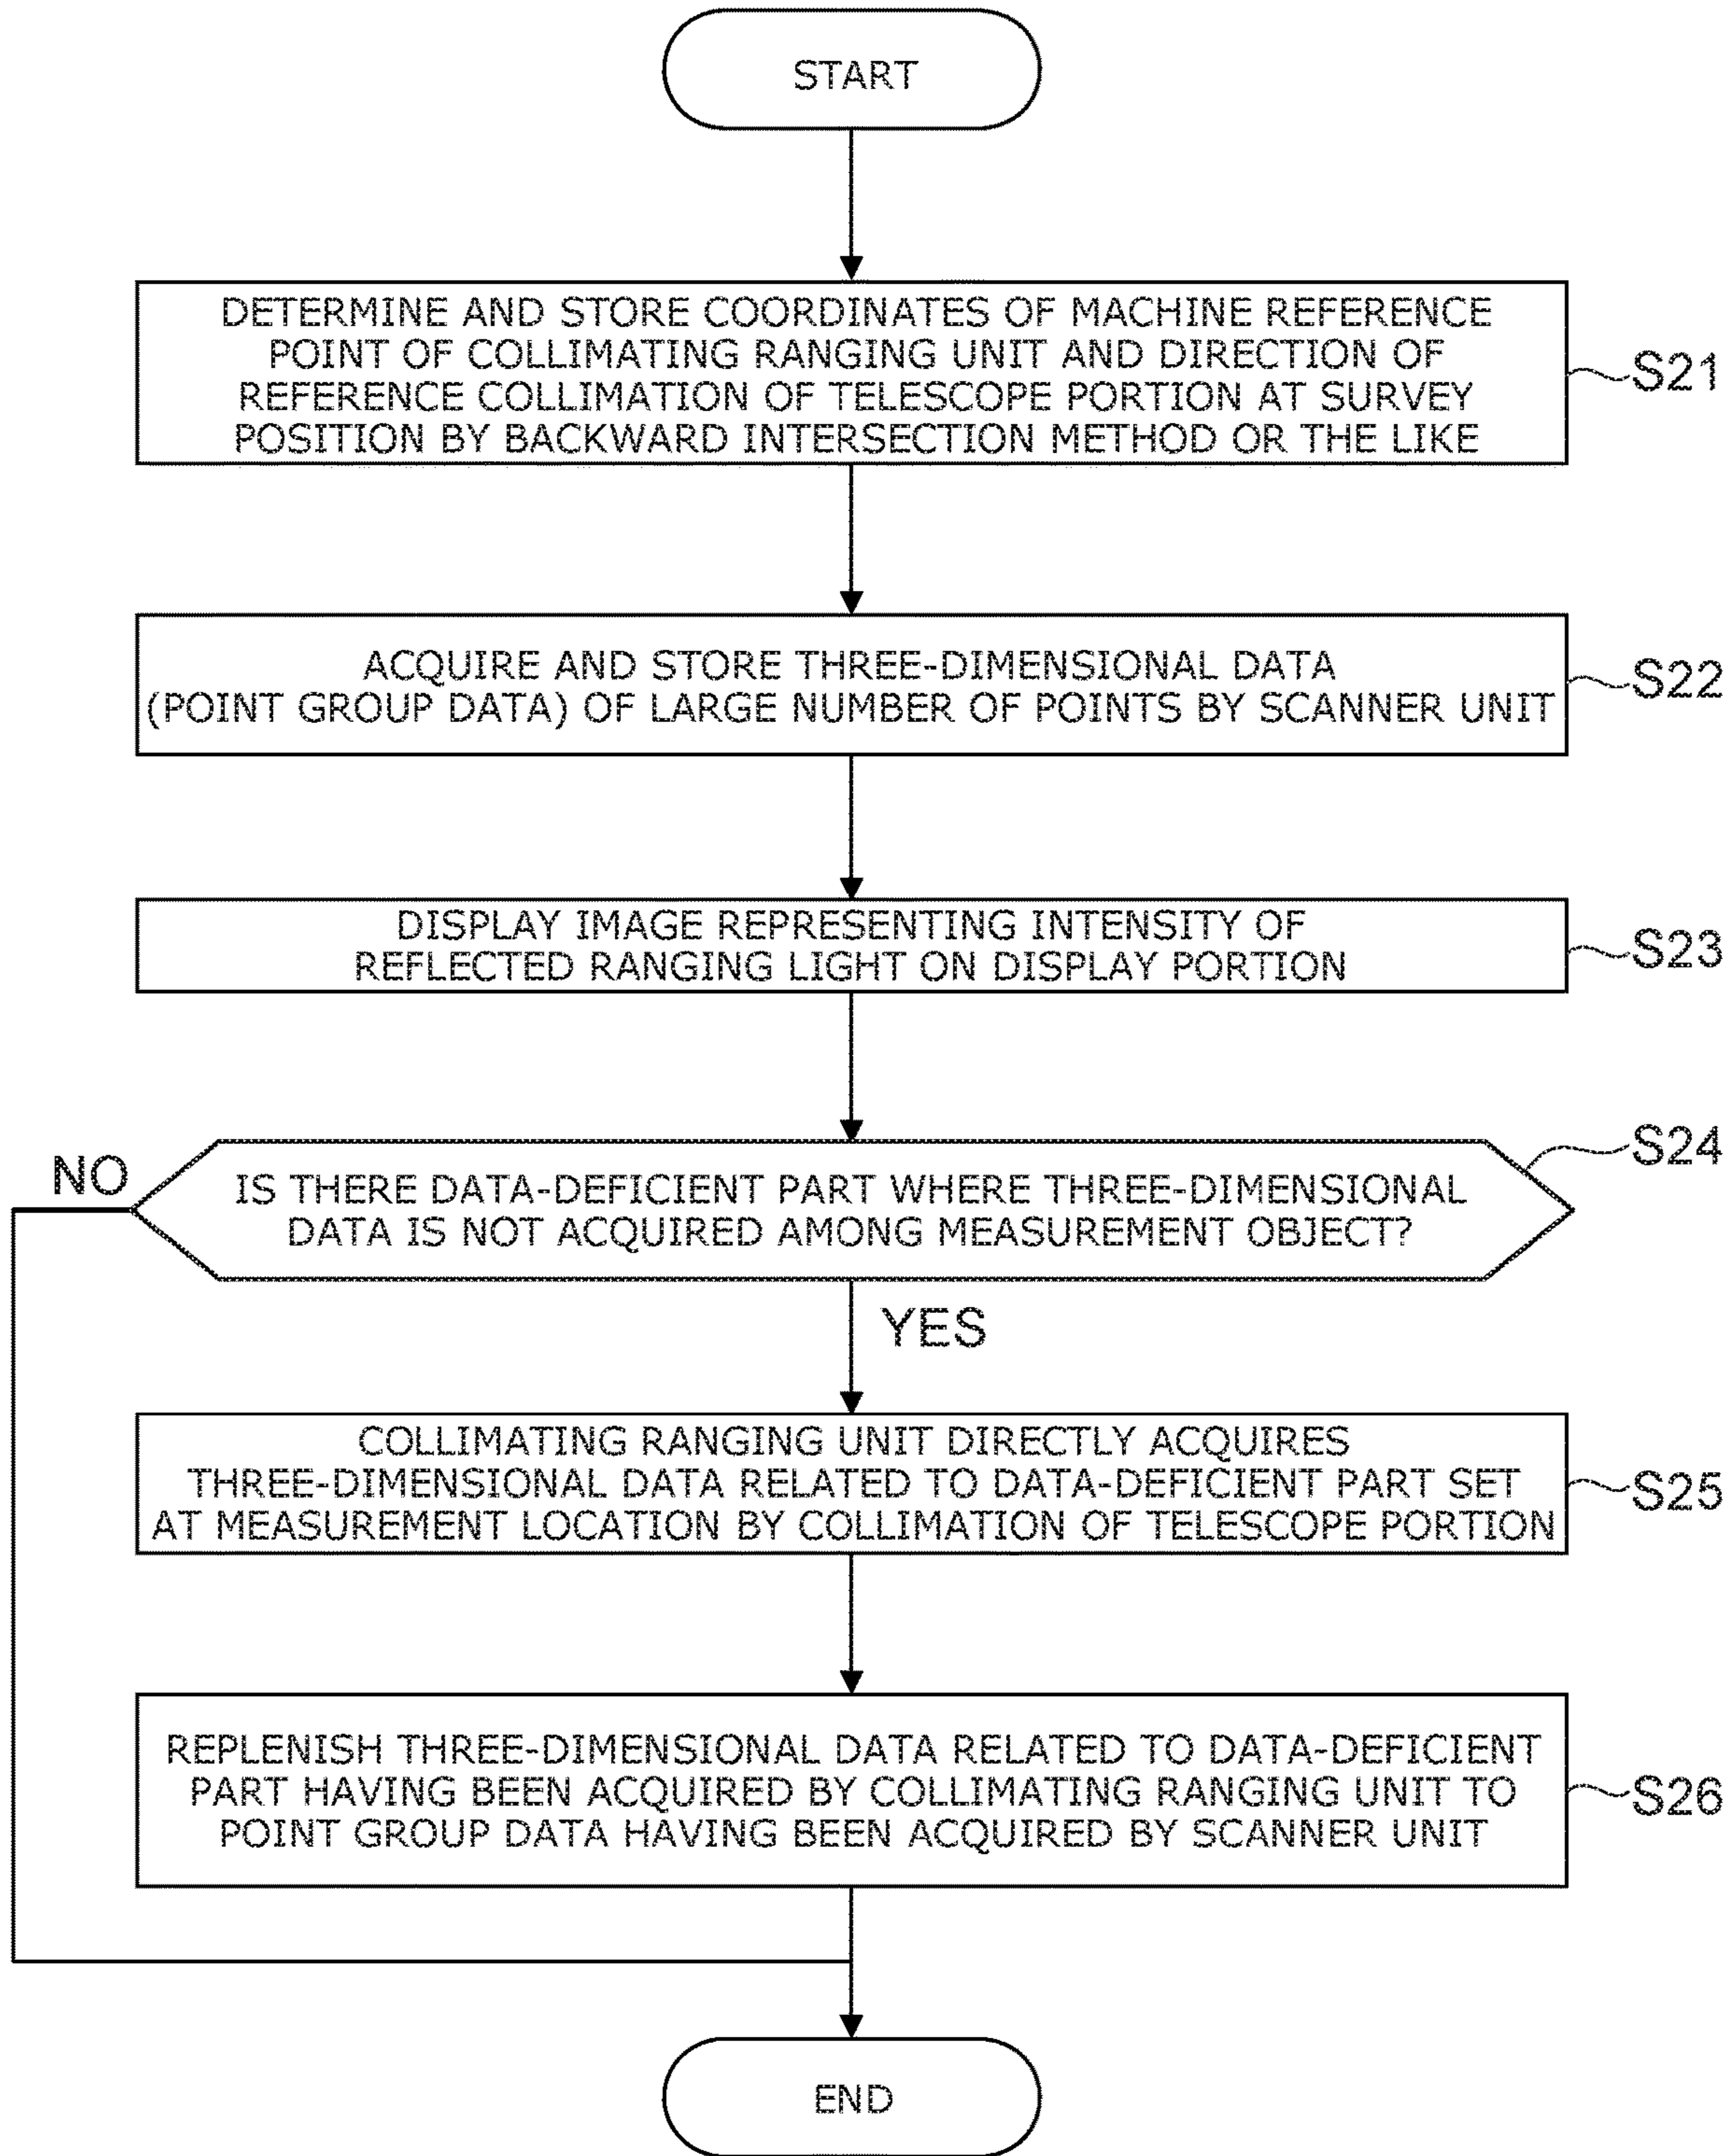 START
DETERMINE AND STORE COORDINATES OF MACHINE REFERENCE
POINT OF COLLIMATING RANGING UNIT AND DIRECTION OF
REFERENCE COLLIMATION OF TELESCOPE PORTION AT SURVEY
POSITION BY BACKWARD INTERSECTION METHOD OR THE LIKE
S21
ACQUIRE AND STORE THREE-DIMENSIONAL DATA
(POINT GROUP DATA) OF LARGE NUMBER OF POINTS BY SCANNER UNIT
S22
DISPLAY IMAGE REPRESENTING INTENSITY OF
REFLECTED RANGING LIGHT ON DISPLAY PORTION
S23
S24
NO
IS THERE DATA-DEFICIENT PART WHERE THREE-DIMENSIONAL
DATA IS NOT ACQUIRED AMONG MEASUREMENT OBJECT?
YES
COLLIMATING RANGING UNIT DIRECTLY ACQUIRES
THREE-DIMENSIONAL DATA RELATED TO DATA-DEFICIENT PART SET
AT MEASUREMENT LOCATION BY COLLIMATION OF TELESCOPE PORTION
S25
REPLENISH THREE-DIMENSIONAL DATA RELATED TO DATA-DEFICIENT
PART HAVING BEEN ACQUIRED BY COLLIMATING RANGING UNIT TO
POINT GROUP DATA HAVING BEEN ACQUIRED BY SCANNER UNIT
S26
END